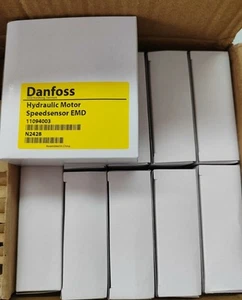 Danfoss
Hydraulic Motor
Speedsensor EMD
11094003
N2428